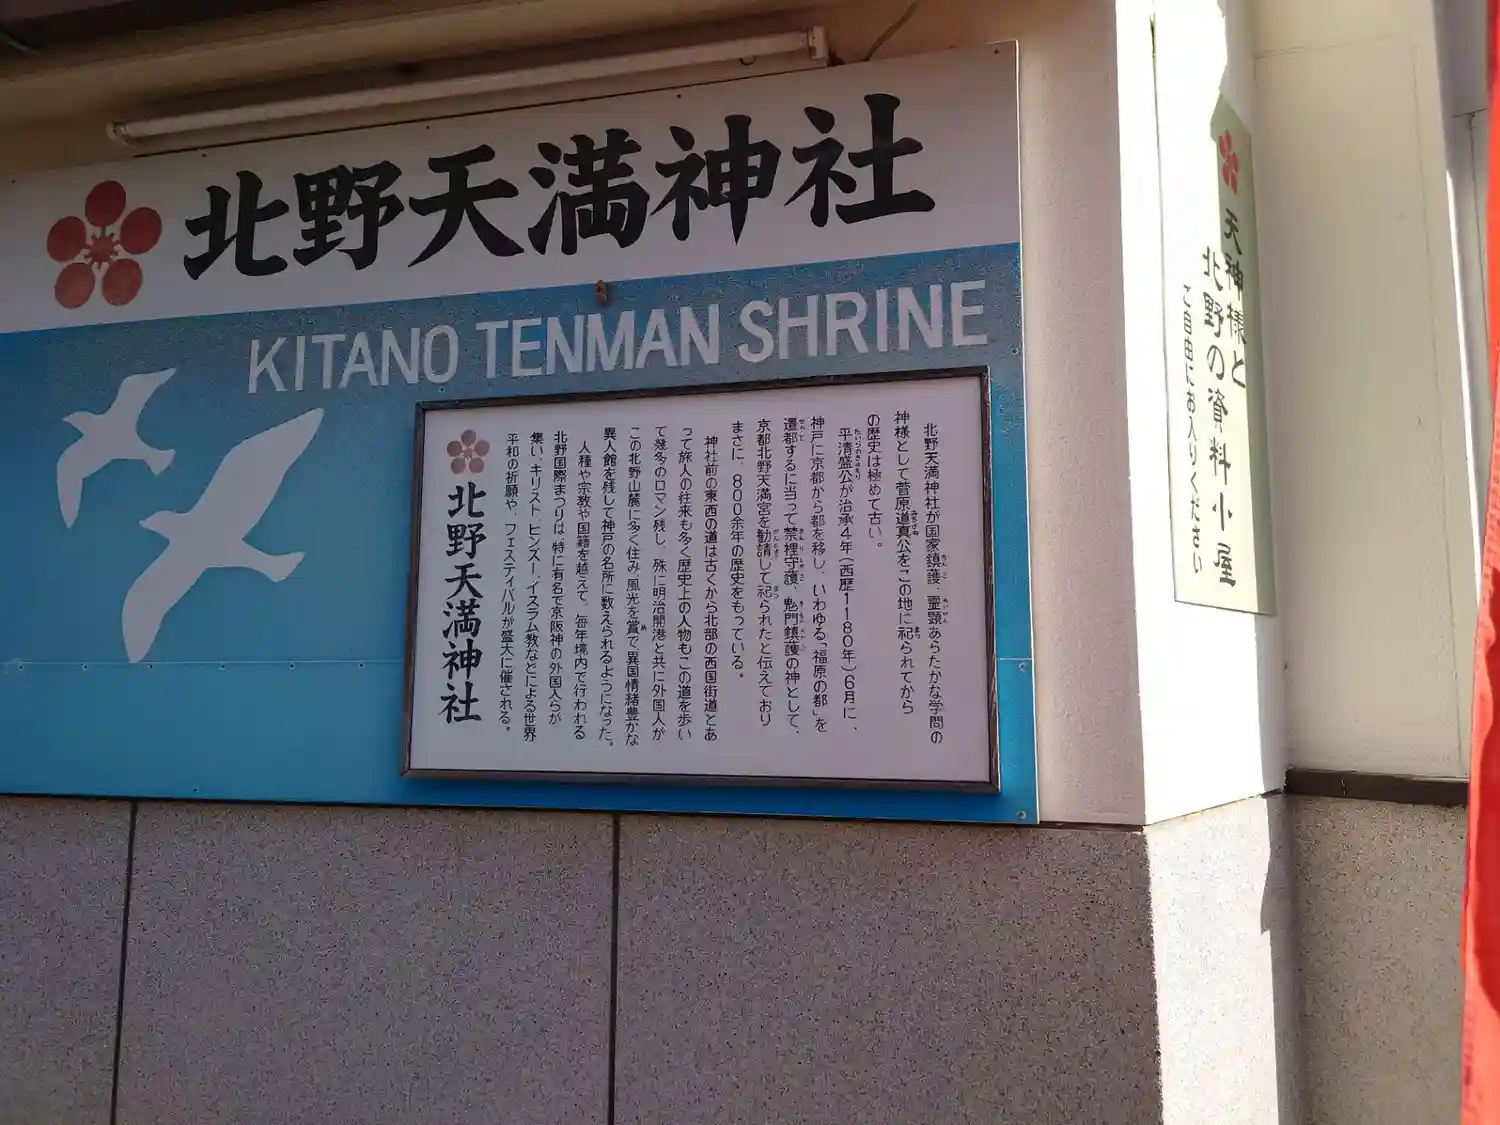 北野天満神社
KITANO TENMAN SHRINE
北野天満神社が国家鎮護、霊顕あらたかな学問の
神様として菅原道真公をこの地に祀られてから
の歴史は極めて古い。
平清盛公が治承4年(西歴1180年)6月に、
神戸に京都から都を移し、いわゆる「福原の都」を
遷都するに当って禁裡守護、鬼門鎮護の神として、
京都北野天満宮を勧請して祀られたと伝えており
まさに、800余年の歴史をもっている。
神社前の東西の道は古くから北部の西国街道とあ
って旅人の往来も多く歴史上の人物もこの道を歩い
て幾多のロマン残し、殊に明治開港と共に外国人が
この北野山麓に多く住み、風光を賞で、異国情緒豊かな
異人館を残して神戸の名所に数えられるようになった。
人種や宗教や国籍を越えて、毎年境内で行われる
北野国際まつりは、特に有名で京阪神の外国人らが
集い、キリスト、ヒンズー、イスラム教などによる世界
平和の祈願や、フェスティバルが盛大に催される。
北野天満神社
天神様と
北野の資料小屋
ご自由にお入りください